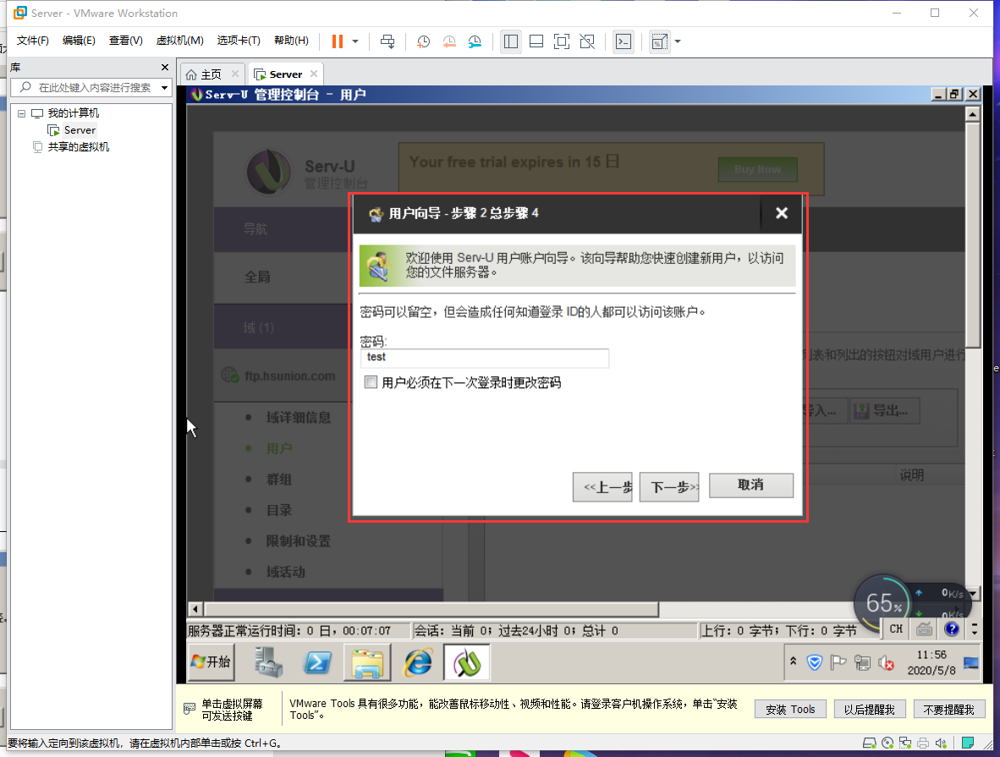 Server - VMware Workstation
文件(F) 编辑(E) 查看(V) 虚拟机(M) 选项卡(T) 帮助(H)
库
在此处键入内容进行搜索
我的计算机
Server
共享的虚拟机
主页
Server
Serv-U 管理控制台 - 用户
Serv-U
管理控制台
Your free trial expires in 15 日
Buy Now
导航
全局
域 (1)
ftp.hsunion.com
域详细信息
用户
群组
目录
限制和设置
域活动
用户向导 - 步骤 2 总步骤 4
欢迎使用 Serv-U 用户账户向导。该向导帮助您快速创建新用户，以访问
您的文件服务器。
密码可以留空，但会造成任何知道登录 ID的人都可以访问该账户。
密码:
test
用户必须在下一次登录时更改密码
<<上一步
下一步>>
取消
列表和列出的按钮对域用户进行
导入...
导出...
说明
65%
0K/s
0K/s
服务器正常运行时间: 0 日, 00:07:07
会话: 当前 0; 过去24小时 0; 总计 0
上行: 0 字节; 下行: 0 字节
CH
开始
11:56
2020/5/8
单击虚拟屏幕
可发送按键
VMware Tools 具有很多功能，能改善鼠标移动性、视频和性能。请登录客户机操作系统，单击“安装
Tools”。
安装 Tools
以后提醒我
不要提醒我
要将输入定向到该虚拟机，请在虚拟机内部单击或按 Ctrl+G。